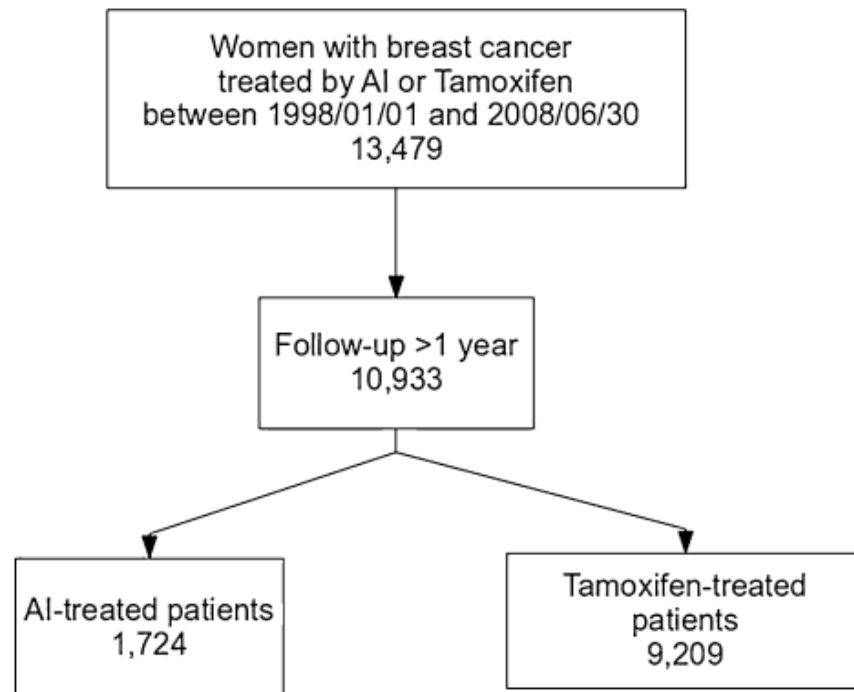 Women with breast cancer
treated by AI or Tamoxifen
between 1998/01/01 and 2008/06/30
13,479
Follow-up >1 year
10,933
AI-treated patients
1,724
Tamoxifen-treated
patients
9,209